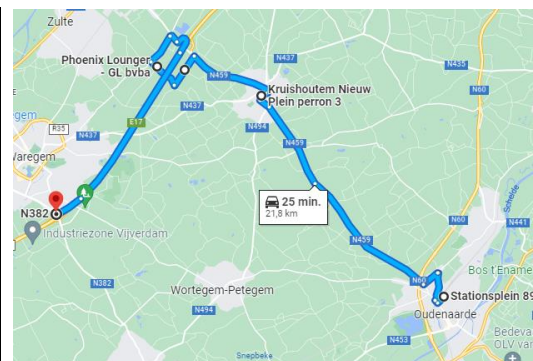 Zulte
Phoenix Lounger
- GL bvba
N459
N437
N435
N60
Kruishoutem Nieuw
Plein perron 3
N437
E17
N494
R35
N437
N459
Waregem
25 min.
21,8 km
N382
Industriezone Vijverdam
N60
Schelde
N441
N459
Bos t'Ename
N382
Wortegem-Petegem
N494
N60
Stationsplein 89
Oudenaarde
N453
Snepbeke
OLV